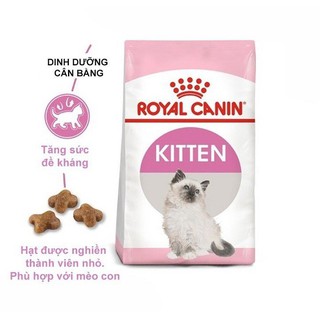 DINH DƯỠNG
CÂN BẰNG
Tăng sức
đề kháng
Hạt được nghiền
thành viên nhỏ.
Phù hợp với mèo con
ROYAL CANIN
KITTEN